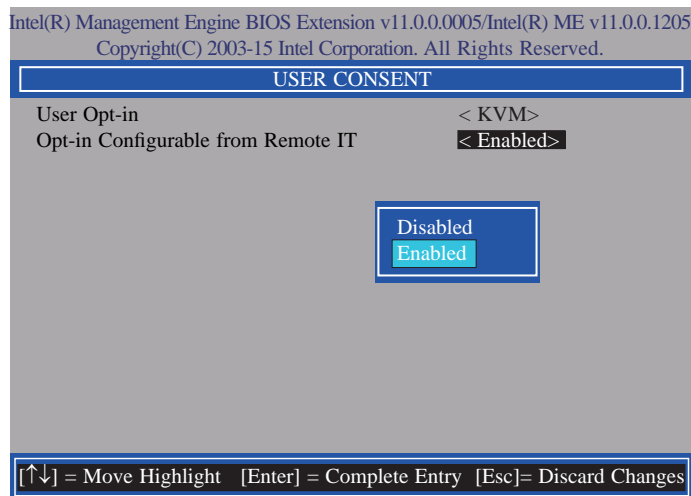 Intel(R) Management Engine BIOS Extension v11.0.0.0005/Intel(R) ME v11.0.0.1205
Copyright(C) 2003-15 Intel Corporation. All Rights Reserved.
USER CONSENT
User Opt-in < KVM>
Opt-in Configurable from Remote IT < Enabled>
Disabled
Enabled
[↑↓] = Move Highlight [Enter] = Complete Entry [Esc]= Discard Changes